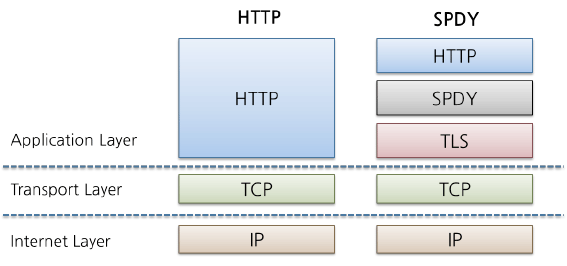 HTTP SPDY
HTTP
HTTP SPDY
Application Layer TLS
Transport Layer TCP TCP
Internet Layer IP IP